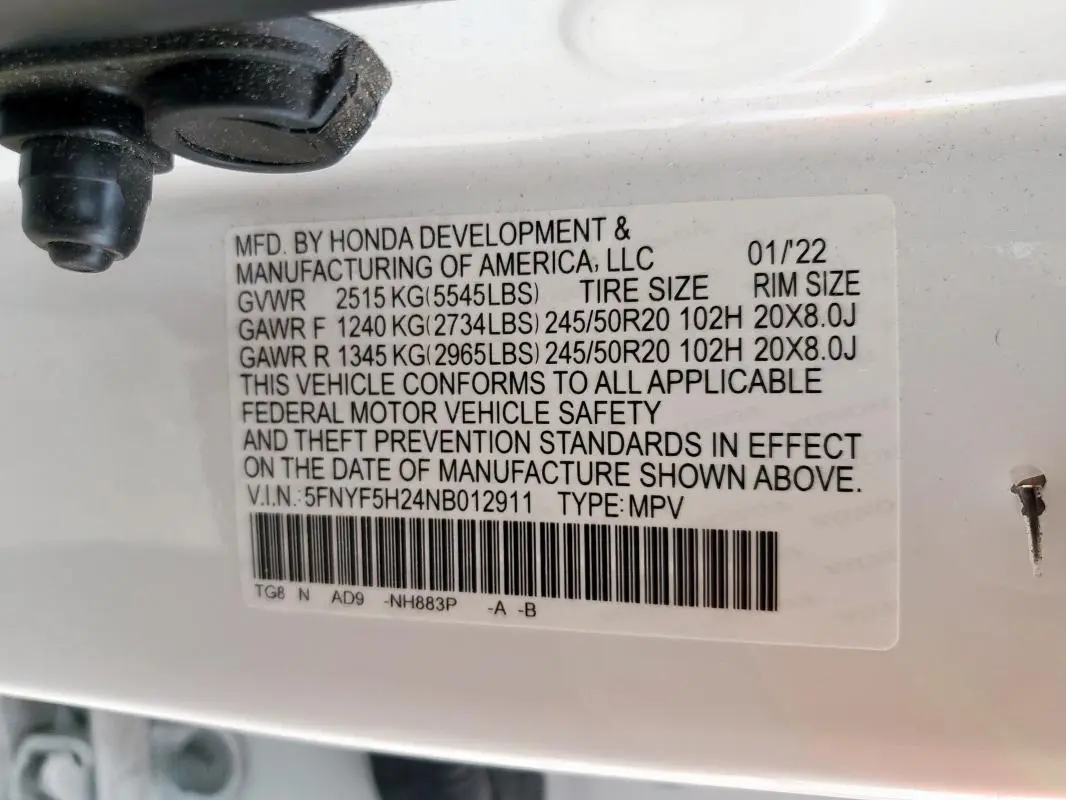 MFD. BY HONDA DEVELOPMENT &
MANUFACTURING OF AMERICA, LLC 01/'22
GVWR 2515 KG(5545LBS) TIRE SIZE RIM SIZE
GAWR F 1240 KG(2734LBS) 245/50R20 102H 20X8.0J
GAWR R 1345 KG(2965LBS) 245/50R20 102H 20X8.0J
THIS VEHICLE CONFORMS TO ALL APPLICABLE
FEDERAL MOTOR VEHICLE SAFETY
AND THEFT PREVENTION STANDARDS IN EFFECT
ON THE DATE OF MANUFACTURE SHOWN ABOVE.
V.I.N.: 5FNYF5H24NB012911 TYPE: MPV
TG8 N AD9 -NH883P -A -B